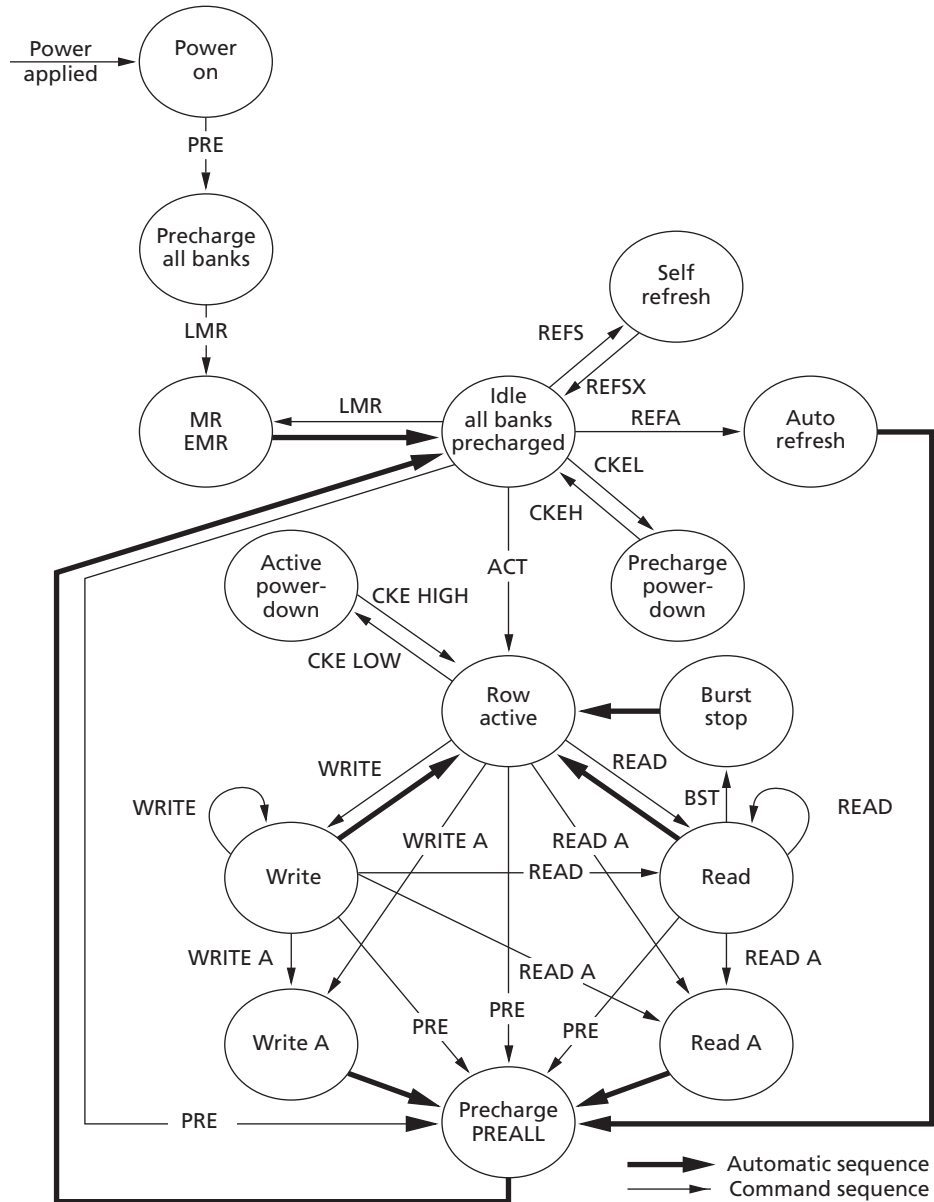 Power
applied
Power
on
PRE
Precharge
all banks
LMR
Self
refresh
REFS
REFSX
MR
EMR
LMR
Idle
all banks
precharged
REFA
Auto
refresh
CKEL
CKEH
Active
power-
down
CKE HIGH
CKE LOW
ACT
Precharge
power-
down
Row
active
Burst
stop
WRITE
READ
BST
WRITE
READ
WRITE A
READ A
Write
READ
Read
WRITE A
READ A
READ A
Write A
PRE
PRE
PRE
Read A
PRE
Precharge
PREALL
Automatic sequence
Command sequence